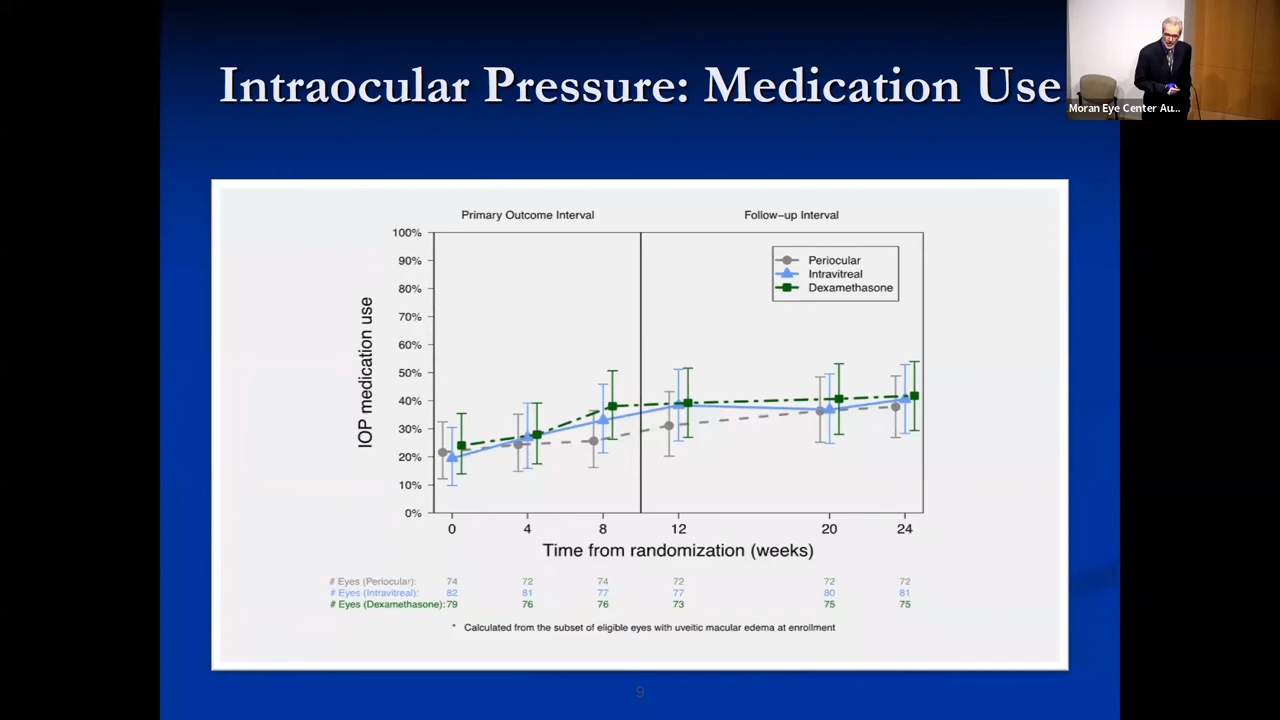 Intraocular Pressure: Medication Use
Moran Eye Center Au...
Primary Outcome Interval
Follow-up Interval
100%
90%
80%
70%
60%
50%
40%
30%
20%
10%
0%
IOP medication use
Periocular
Intravitreal
Dexamethasone
0 4 8 12 20 24
Time from randomization (weeks)
# Eyes (Periocular): 74 72 74 72 72 72
# Eyes (Intravitreal): 82 81 77 77 80 81
# Eyes (Dexamethasone): 79 76 76 73 75 75
* Calculated from the subset of eligible eyes with uveitic macular edema at enrollment
9